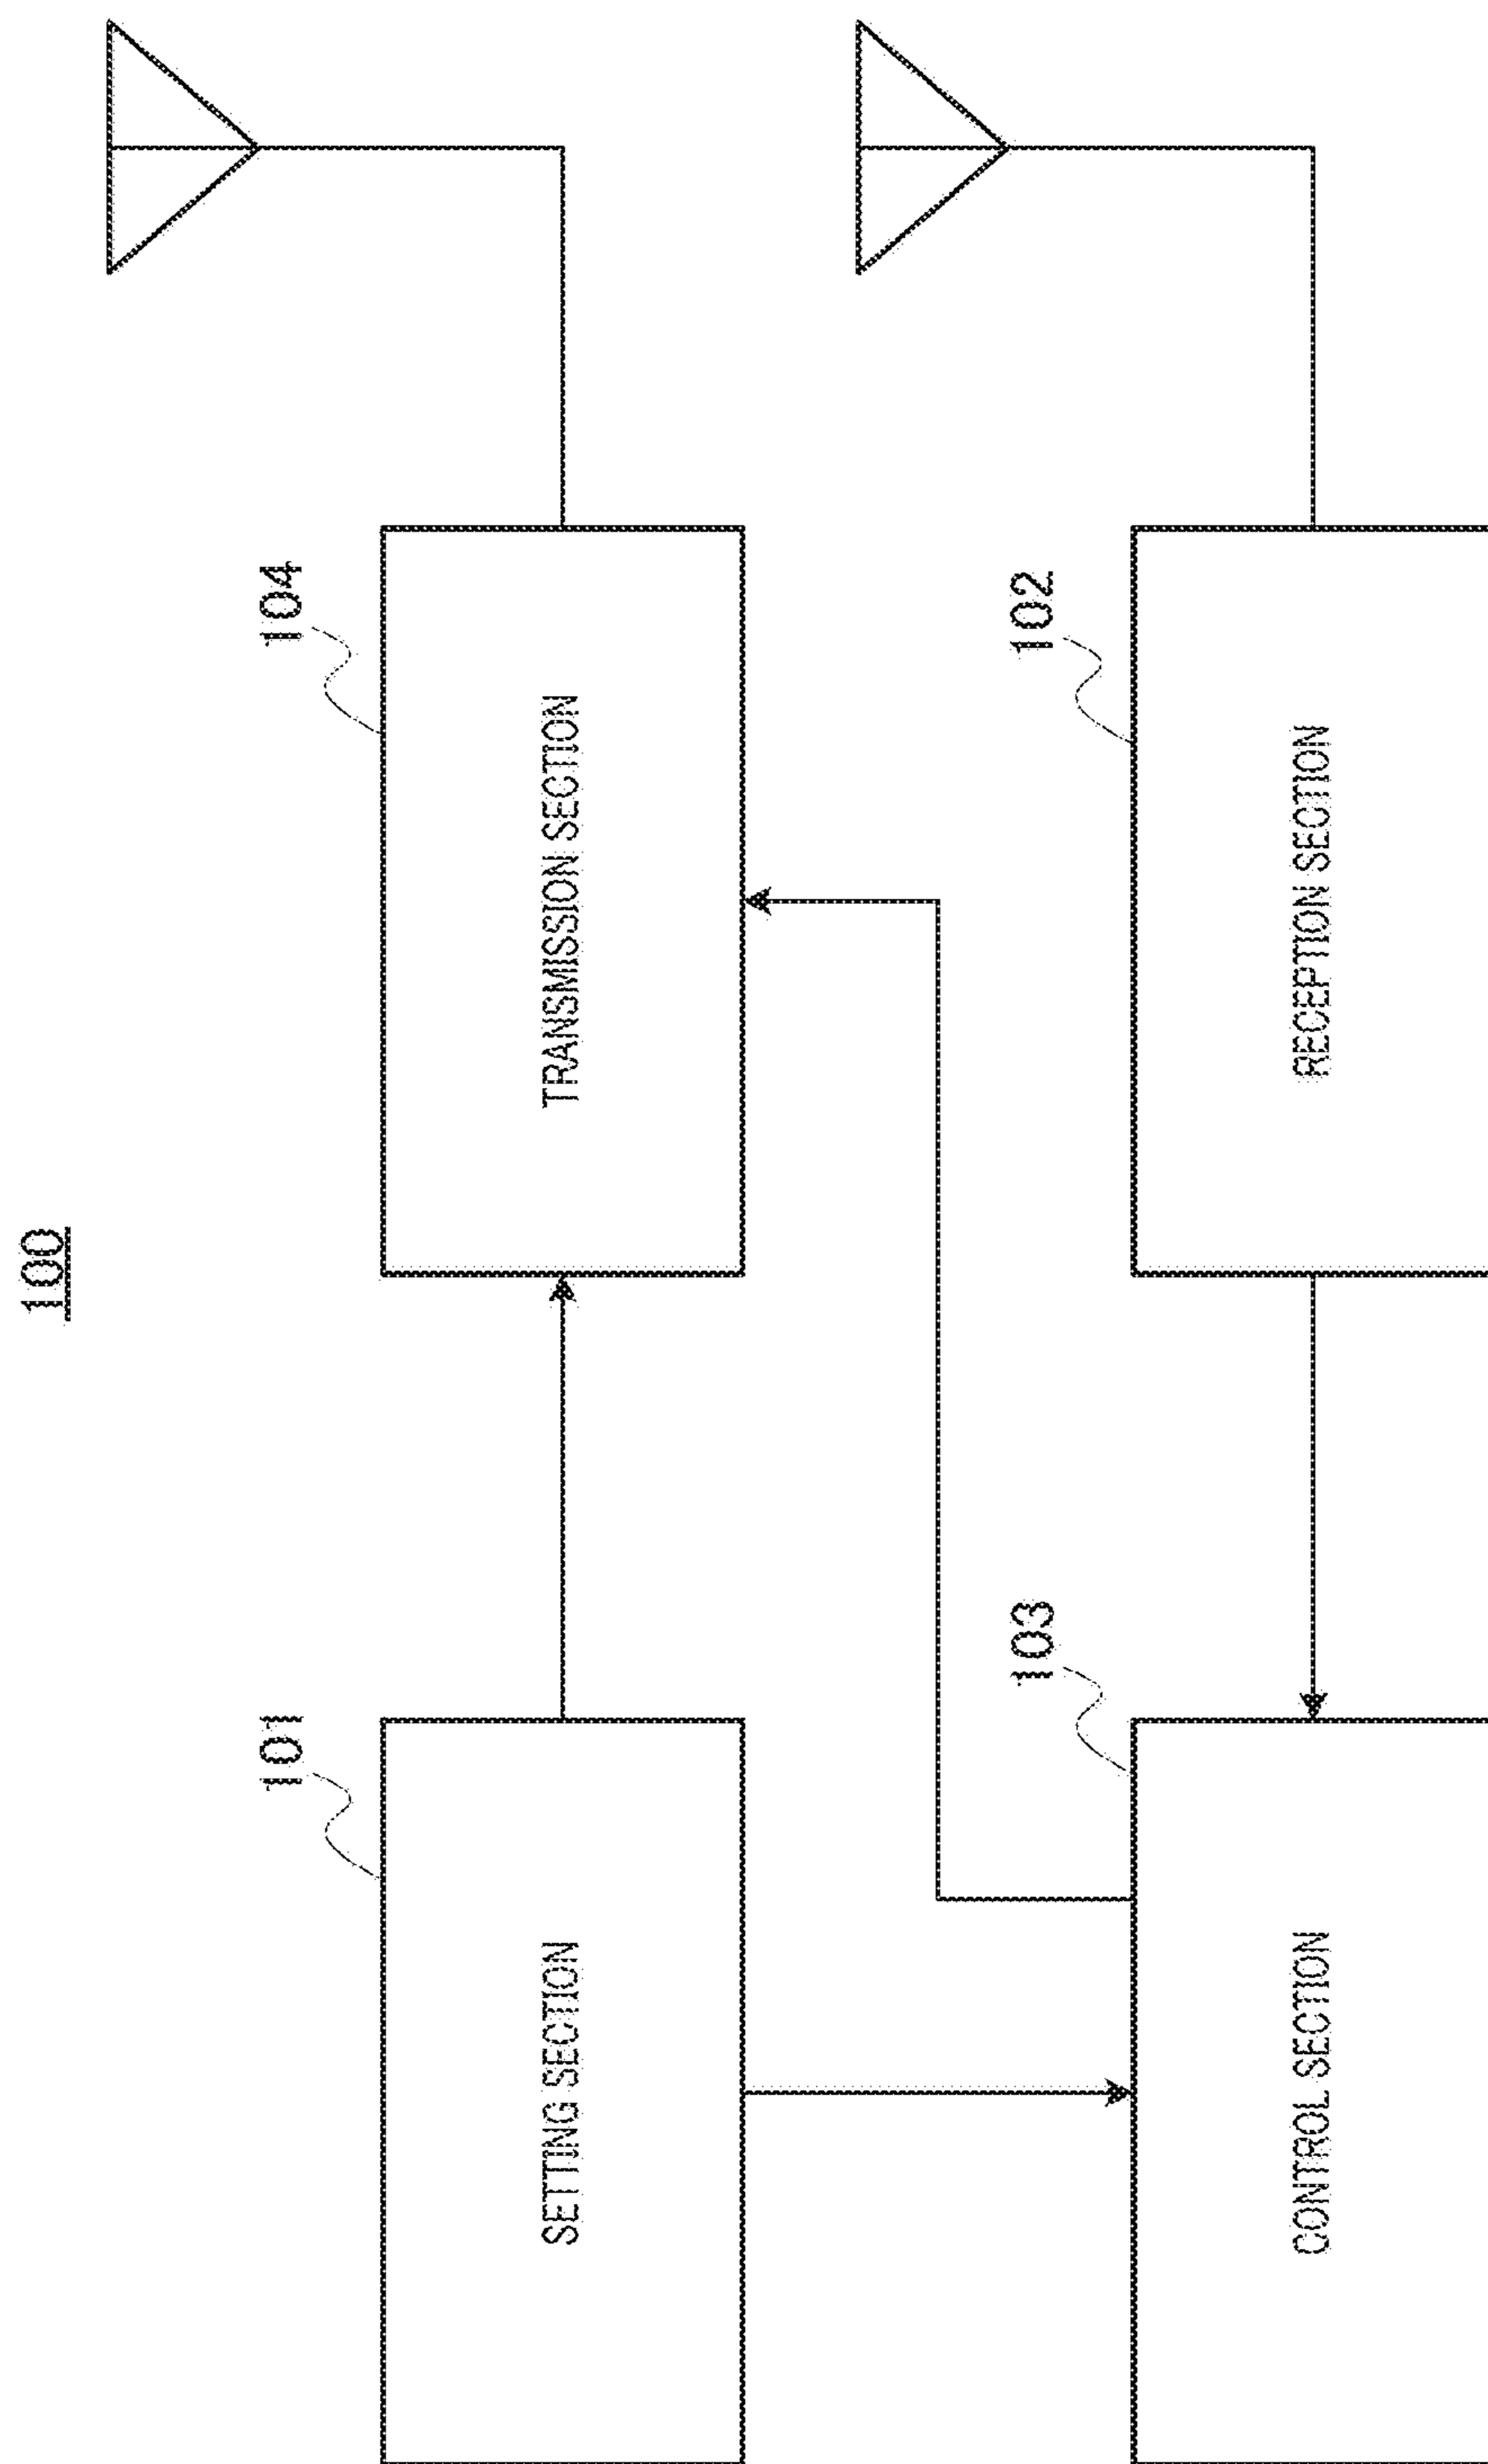 100
101
SETTING SECTION
104
TRANSMISSION SECTION
103
CONTROL SECTION
102
RECEPTION SECTION